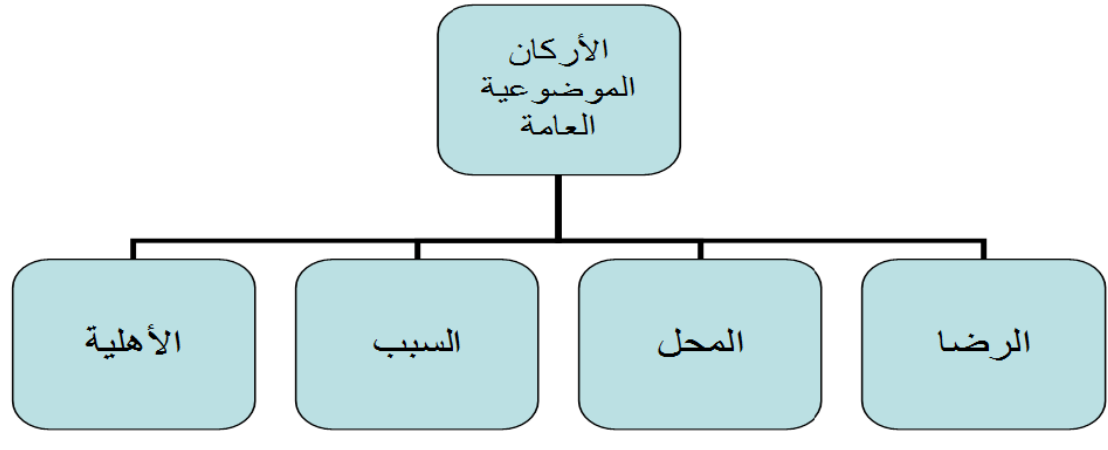 الأركان
الموضوعية
العامة
الرضا
المحل
السبب
الأهلية